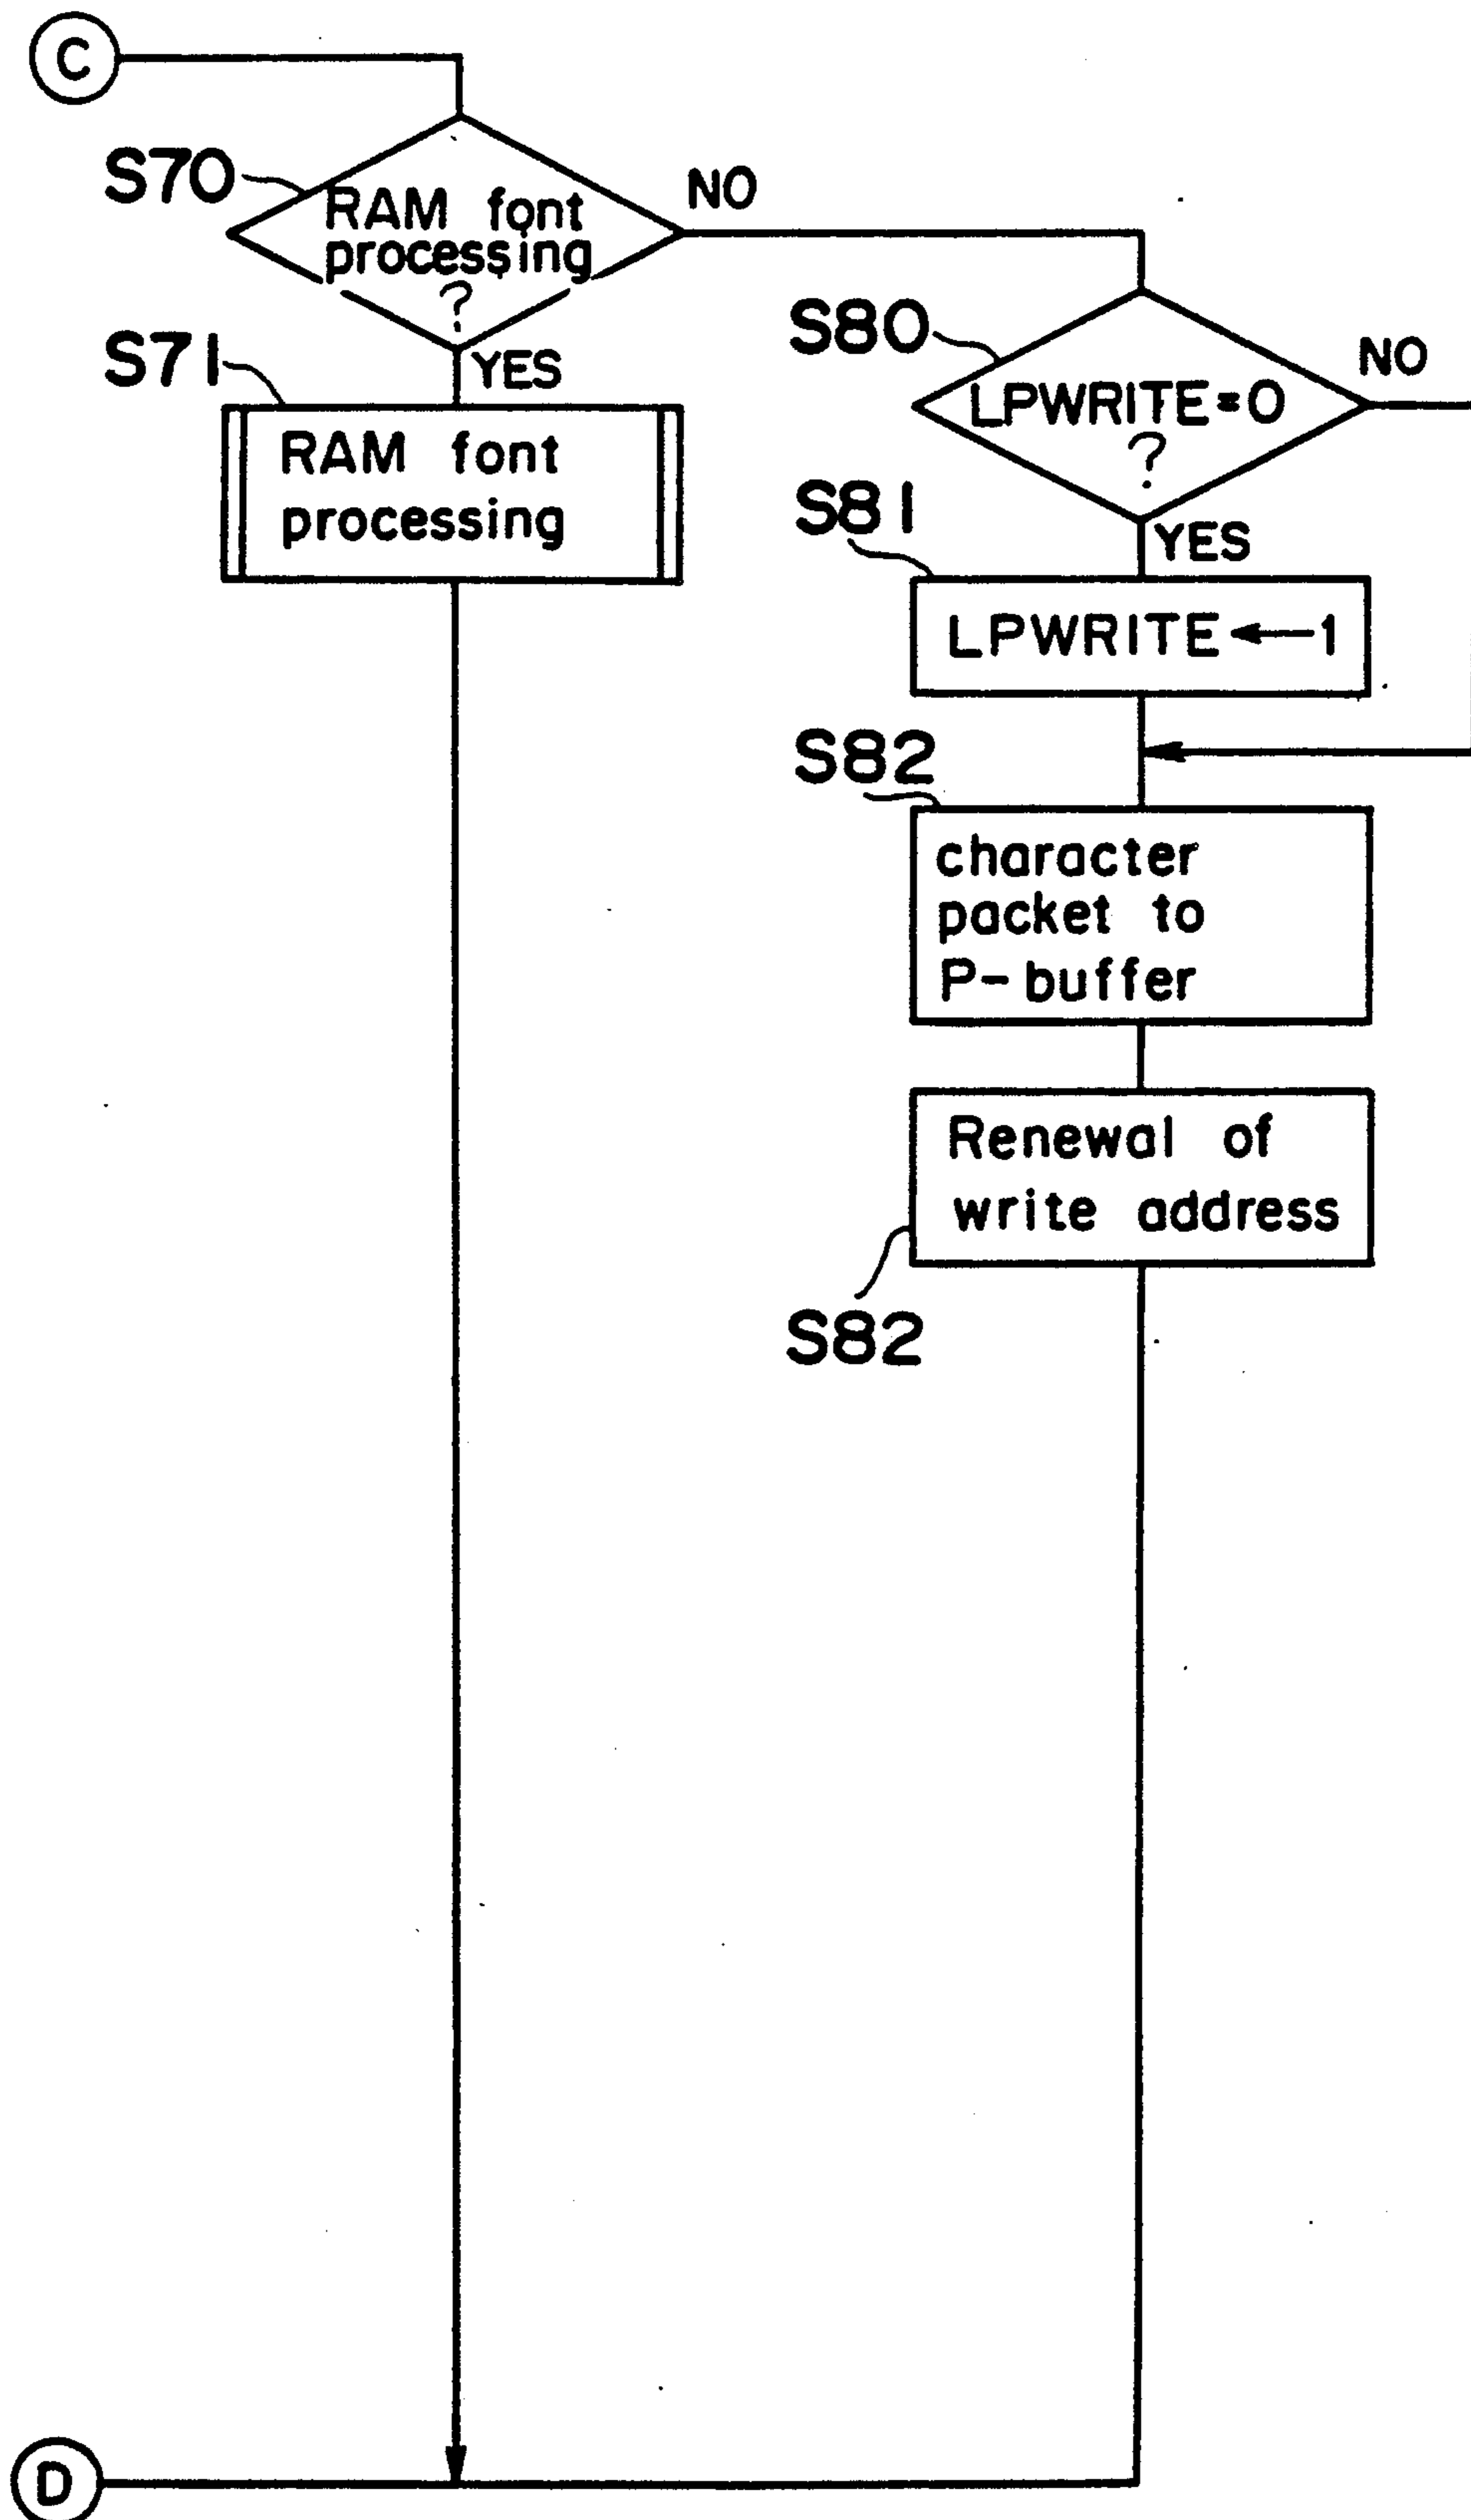 C
S70
RAM font
processing
?
NO
YES
S71
RAM font
processing
S80
LPWRITE=0
?
NO
YES
S81
LPWRITE←1
S82
character
packet to
P-buffer
Renewal of
write address
S82
D